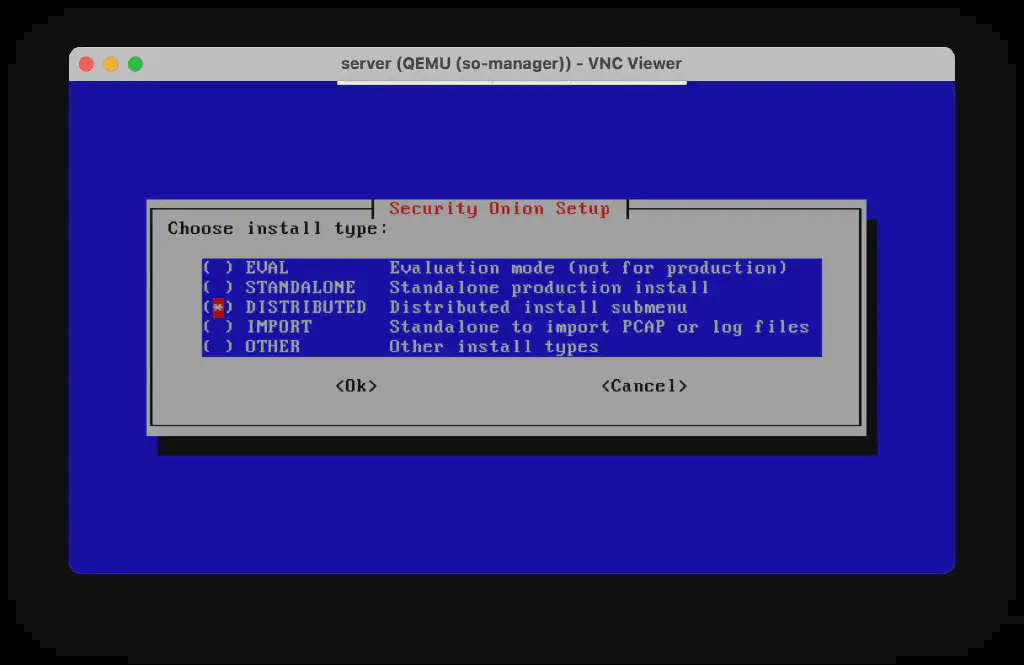 server (QEMU (so-manager)) - VNC Viewer
Security Onion Setup
Choose install type:
( ) EVAL Evaluation mode (not for production)
( ) STANDALONE Standalone production install
(*) DISTRIBUTED Distributed install submenu
( ) IMPORT Standalone to import PCAP or log files
( ) OTHER Other install types
<Ok> <Cancel>